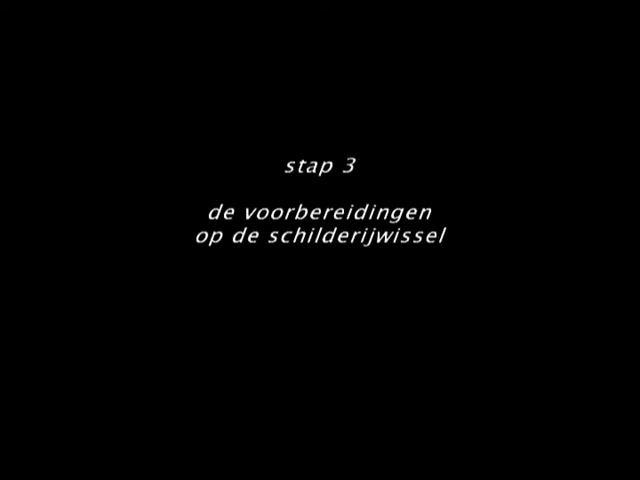 stap 3
de voorbereidingen
op de schilderijwissel